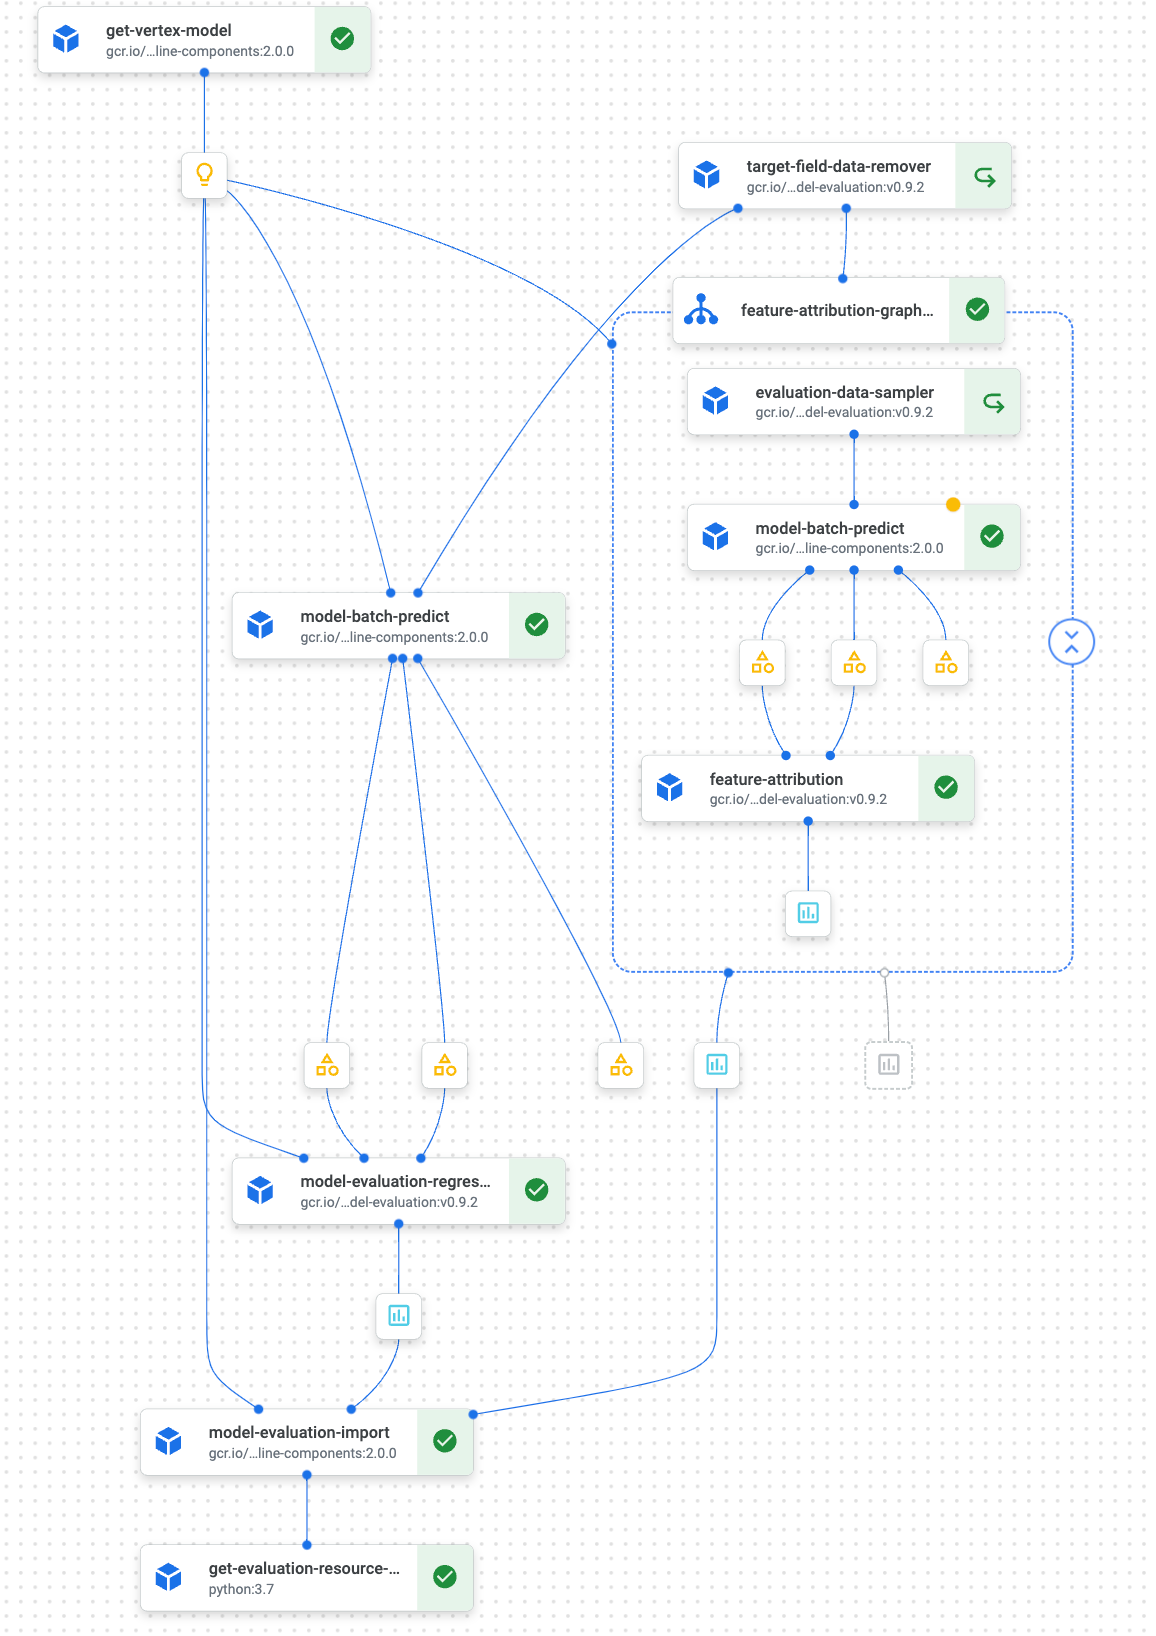 get-vertex-model
gcr.io/...line-components:2.0.0
target-field-data-remover
gcr.io/...del-evaluation:v0.9.2
feature-attribution-graph...
evaluation-data-sampler
gcr.io/...del-evaluation:v0.9.2
model-batch-predict
gcr.io/...line-components:2.0.0
model-batch-predict
gcr.io/...line-components:2.0.0
feature-attribution
gcr.io/...del-evaluation:v0.9.2
model-evaluation-regres...
gcr.io/...del-evaluation:v0.9.2
model-evaluation-import
gcr.io/...line-components:2.0.0
get-evaluation-resource-...
python:3.7